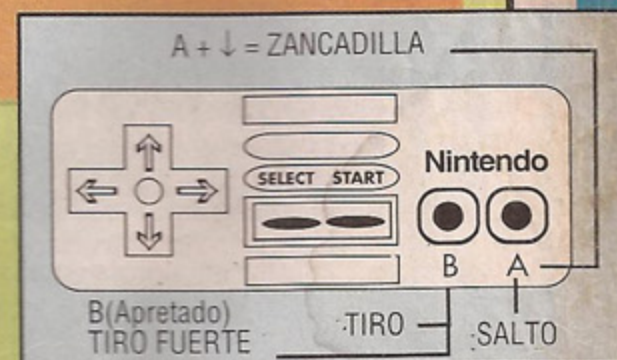 A + ↓ = ZANCADILLA
Nintendo
SELECT START
B A
B(Apretado)
TIRO FUERTE
TIRO
SALTO